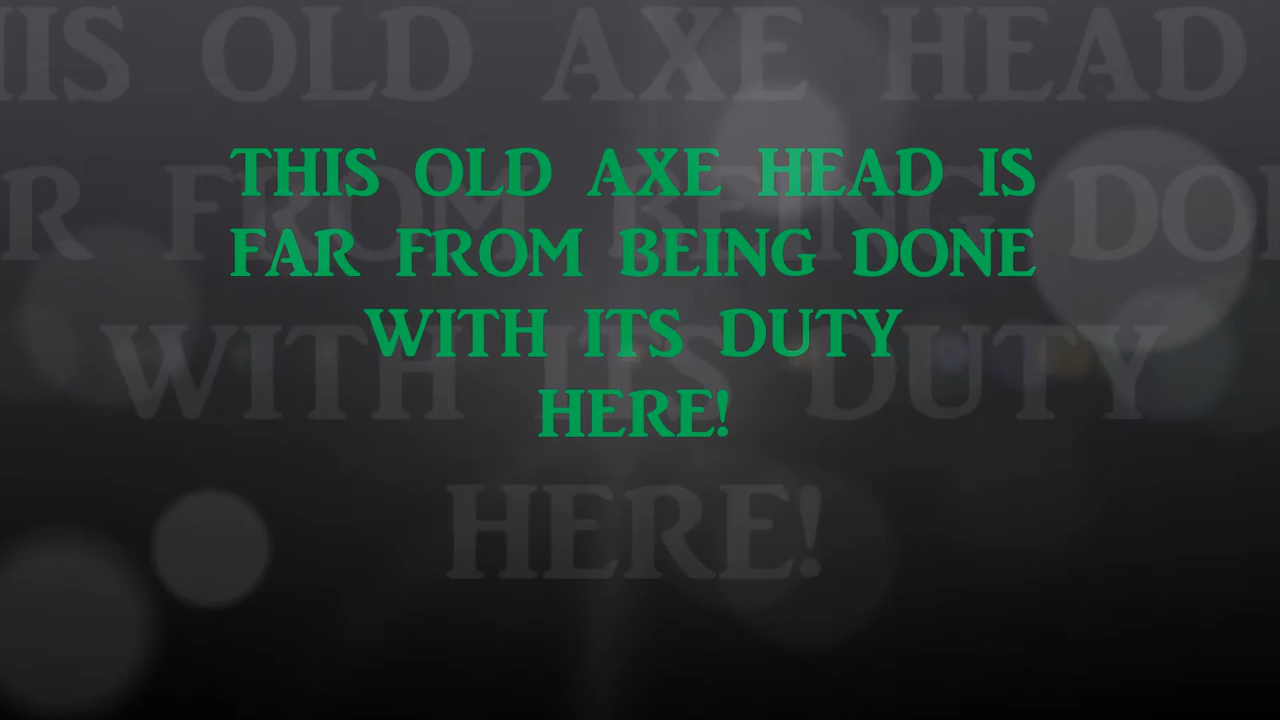 THIS OLD AXE HEAD IS
FAR FROM BEING DONE
WITH ITS DUTY
HERE!